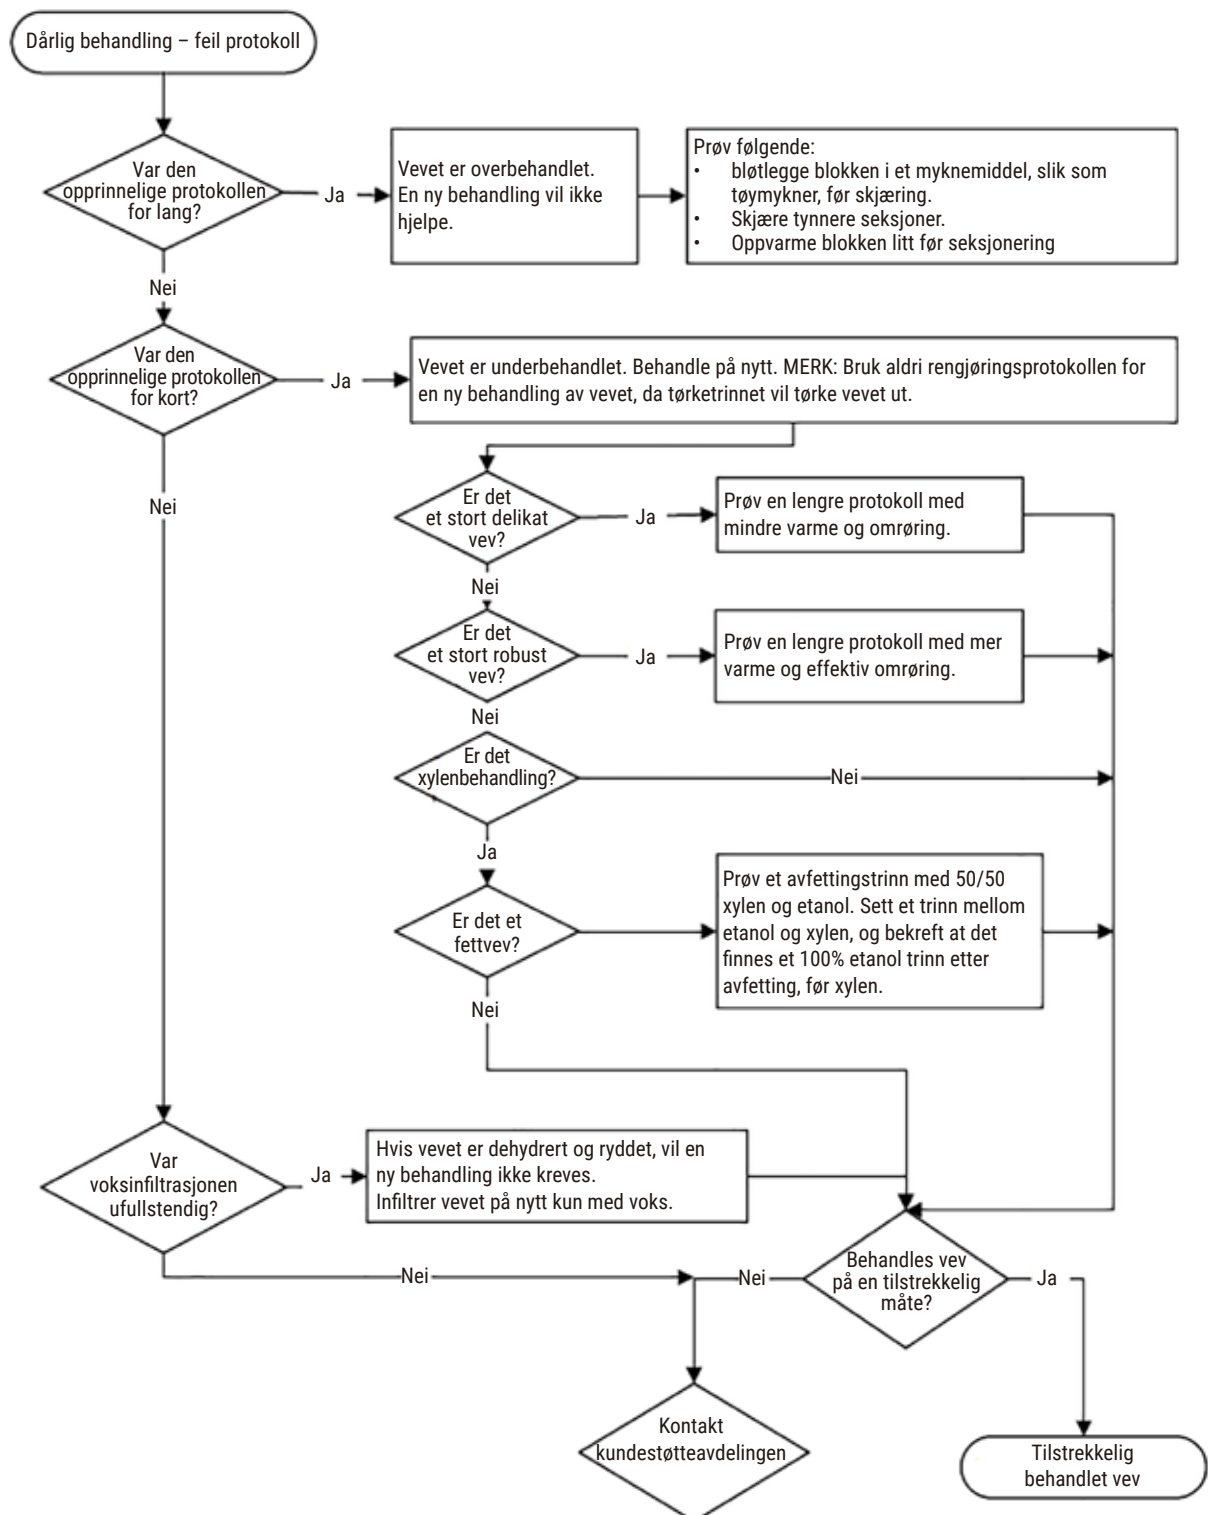 Dårlig behandling – feil protokoll
Var den
opprinnelige protokollen
for lang?
Ja
Vevet er overbehandlet.
En ny behandling vil ikke
hjelpe.
Prøv følgende:
• bløtlegge blokken i et myknemiddel, slik som
tøymykner, før skjæring.
• Skjære tynnere seksjoner.
• Oppvarme blokken litt før seksjonering
Nei
Var den
opprinnelige protokollen
for kort?
Ja
Vevet er underbehandlet. Behandle på nytt. MERK: Bruk aldri rengjøringsprotokollen for
en ny behandling av vevet, da tørketrinnet vil tørke vevet ut.
Nei
Er det
et stort delikat
vev?
Ja
Prøv en lengre protokoll med
mindre varme og omrøring.
Nei
Er det
et stort robust
vev?
Ja
Prøv en lengre protokoll med mer
varme og effektiv omrøring.
Nei
Er det
xylenbehandling?
Nei
Ja
Er det et
fettvev?
Prøv et avfettingstrinn med 50/50
xylen og etanol. Sett et trinn mellom
etanol og xylen, og bekreft at det
finnes et 100% etanol trinn etter
avfetting, før xylen.
Nei
Var
voksinfiltrasjonen
ufullstendig?
Ja
Hvis vevet er dehydrert og ryddet, vil en
ny behandling ikke kreves.
Infiltrer vevet på nytt kun med voks.
Nei
Nei
Behandles vev
på en tilstrekkelig
måte?
Ja
Kontakt
kundestøtteavdelingen
Tilstrekkelig
behandlet vev